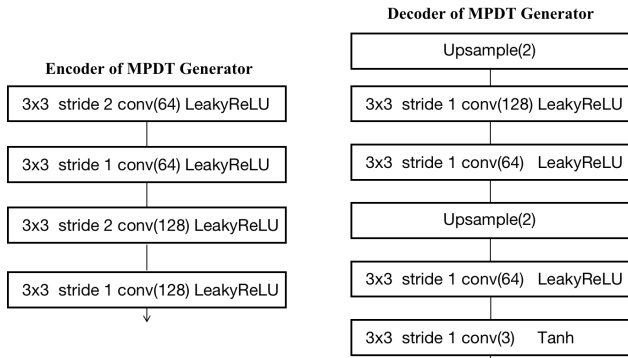 Encoder of MPDT Generator
3x3 stride 2 conv(64) LeakyReLU
3x3 stride 1 conv(64) LeakyReLU
3x3 stride 2 conv(128) LeakyReLU
3x3 stride 1 conv(128) LeakyReLU
Decoder of MPDT Generator
Upsample(2)
3x3 stride 1 conv(128) LeakyReLU
3x3 stride 1 conv(64) LeakyReLU
Upsample(2)
3x3 stride 1 conv(64) LeakyReLU
3x3 stride 1 conv(3) Tanh